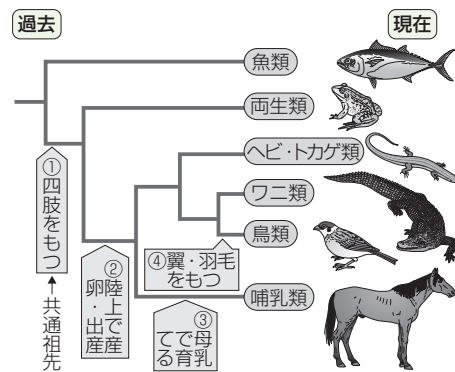 過去
現在
魚類
両生類
ヘビ・トカゲ類
ワニ類
鳥類
哺乳類
①四肢をもつ
共通祖先
②陸上で産
卵・出産
③母乳
で育
てる
④翼・羽毛
をもつ